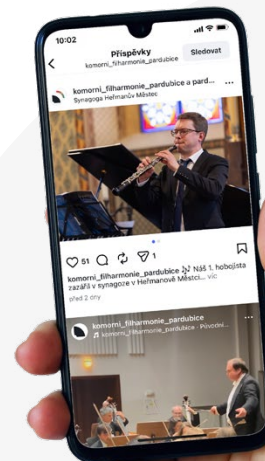 10:02
Příspěvky
komorni_filharmonie_pardubice
Sledovat
komorni_filharmonie_pardubice a pard...
Synagoga Heřmanův Městec
51
1
komorni_filharmonie_pardubice 🎶 Náš 1. hobojista
zazářil v synagoze v Heřmanově Městci... víc
před 2 dny
komorni_filharmonie_pardubice
komorni_filharmonie_pardubice · Původní...